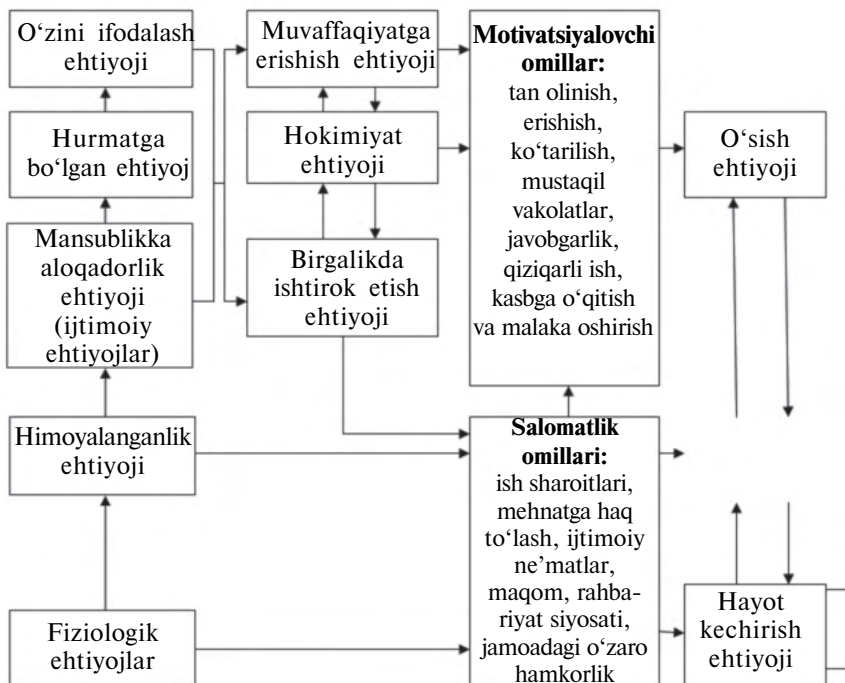 O‘zini ifodalash
ehtiyoji
Hurmatga
bo‘lgan ehtiyoj
Mansublikka
aloqadorlik
ehtiyoji
(ijtimoiy
ehtiyojlar)
Himoyalanganlik
ehtiyoji
Fiziologik
ehtiyojlar
Muvaffaqiyatga
erishish ehtiyoji
Hokimiyat
ehtiyoji
Birgalikda
ishtirok etish
ehtiyoji
Motivatsiyalovchi
omillar:
tan olinish,
erishish,
ko‘tarilish,
mustaqil
vakolatlar,
javobgarlik,
qiziqarli ish,
kasbga o‘qitish
va malaka oshirish
Salomatlik
omillari:
ish sharoitlari,
mehnatga haq
to‘lash, ijtimoiy
ne’matlar,
maqom, rahba-
riyat siyosati,
jamoadagi o‘zaro
hamkorlik
O‘sish
ehtiyoji
Hayot
kechirish
ehtiyoji